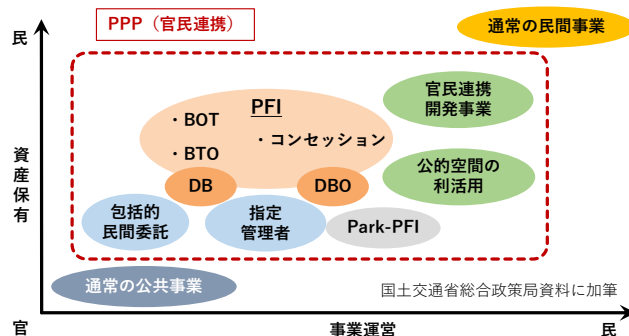 民
PPP（官民連携）
通常の民間事業
PFI
・BOT
・コンセッション
・BTO
官民連携
開発事業
DB
DBO
公的空間の
利活用
資産保有
包括的
民間委託
指定
管理者
Park-PFI
通常の公共事業
国土交通省総合政策局資料に加筆
官
事業運営
民